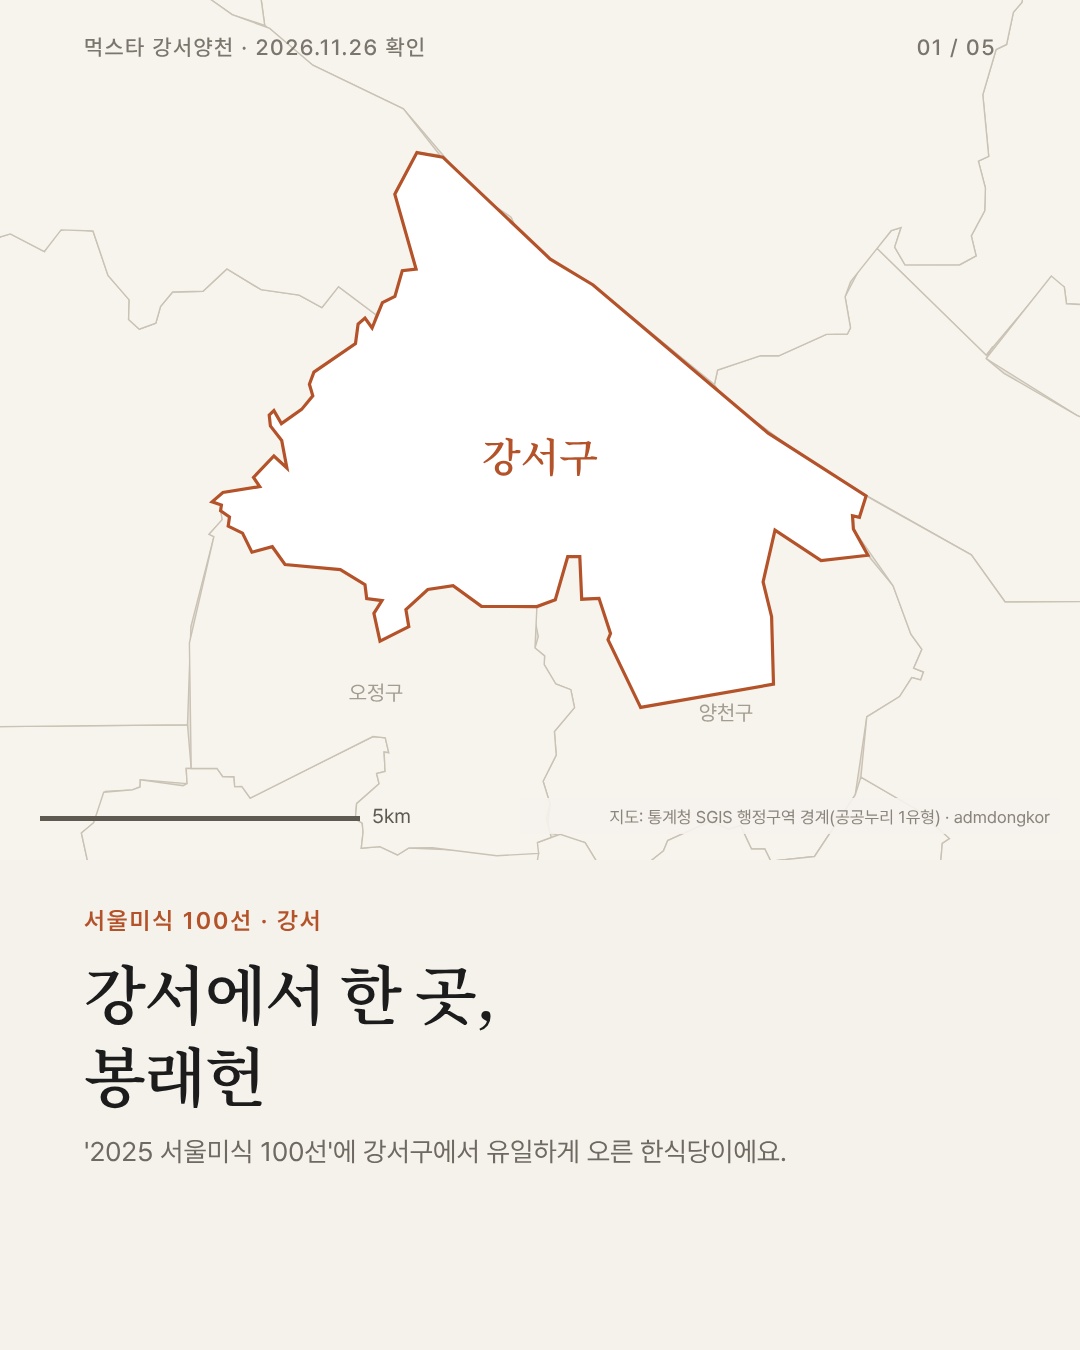 먹스타 강서양천 · 2026.11.26 확인
01 / 05
강서구
오정구
양천구
5km
지도: 통계청 SGIS 행정구역 경계(공공누리 1유형) · admdongkor
서울미식 100선 · 강서
강서에서 한 곳,
봉래헌
'2025 서울미식 100선'에 강서구에서 유일하게 오른 한식당이에요.